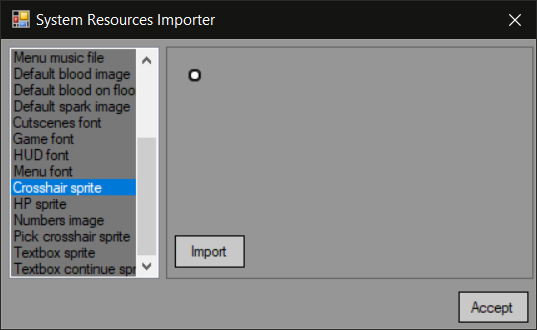 System Resources Importer
Menu music file
Default blood image
Default blood on floo
Default spark image
Cutscenes font
Game font
HUD font
Menu font
Crosshair sprite
HP sprite
Numbers image
Pick crosshair sprite
Textbox sprite
Textbox continue spr
Import
Accept